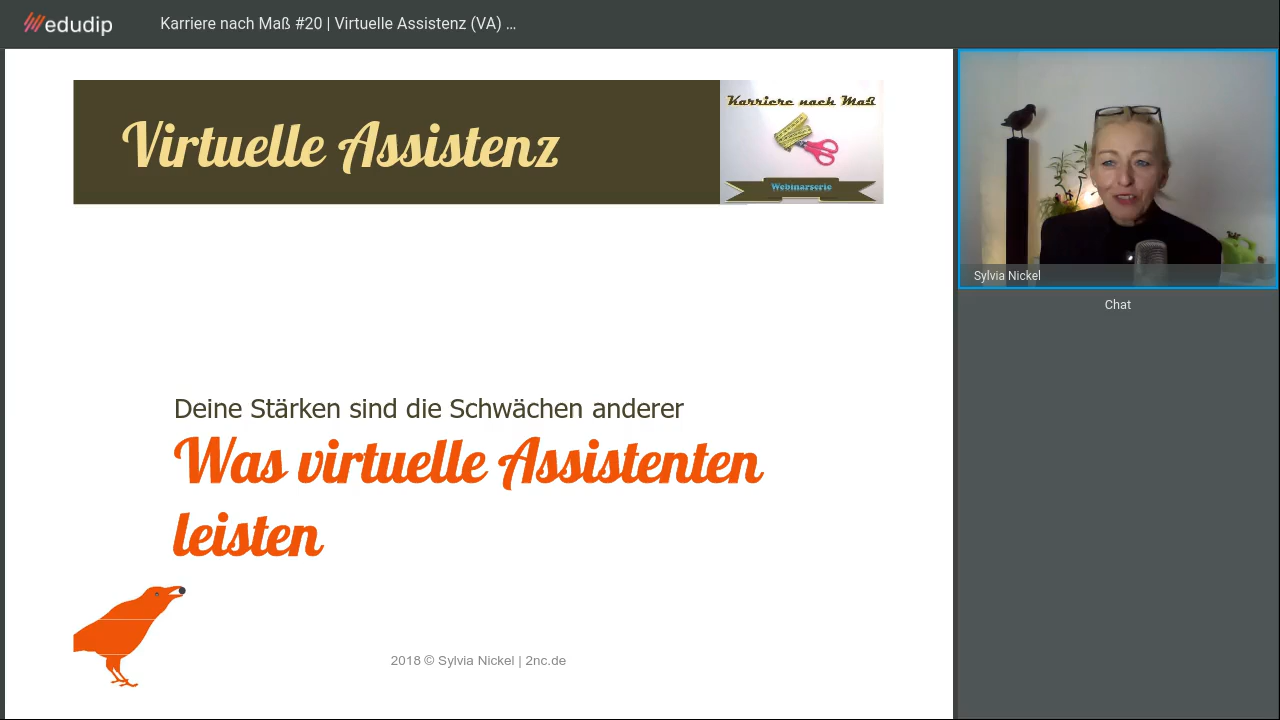 edudip
Karriere nach Maß #20 | Virtuelle Assistenz (VA) ...
Virtuelle Assistenz
Karriere nach Maß
Webinarserie
Deine Stärken sind die Schwächen anderer
Was virtuelle Assistenten
leisten
2018 © Sylvia Nickel | 2nc.de
Sylvia Nickel
Chat